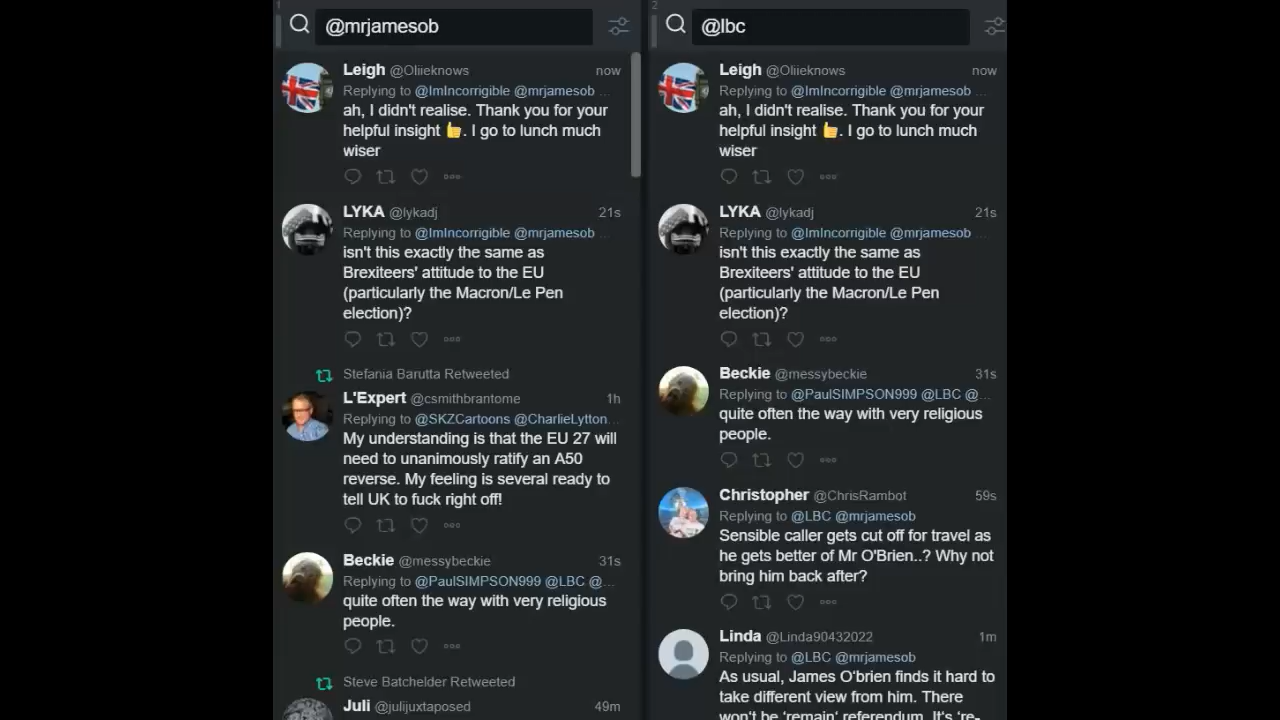 1
@mrjamesob
Leigh @Oliieknows now
Replying to @ImIncorrigible @mrjamesob ...
ah, I didn't realise. Thank you for your
helpful insight 👍. I go to lunch much
wiser
LYKA @lykadj 21s
Replying to @ImIncorrigible @mrjamesob ...
isn't this exactly the same as
Brexiteers' attitude to the EU
(particularly the Macron/Le Pen
election)?
Stefania Barutta Retweeted
L'Expert @csmithbrantome 1h
Replying to @SKZCartoons @CharlieLytton...
My understanding is that the EU 27 will
need to unanimously ratify an A50
reverse. My feeling is several ready to
tell UK to fuck right off!
Beckie @messybeckie 31s
Replying to @PaulSIMPSON999 @LBC @...
quite often the way with very religious
people.
Steve Batchelder Retweeted
Juli @julijuxtaposed 49m
2
@lbc
Leigh @Oliieknows now
Replying to @ImIncorrigible @mrjamesob ...
ah, I didn't realise. Thank you for your
helpful insight 👍. I go to lunch much
wiser
LYKA @lykadj 21s
Replying to @ImIncorrigible @mrjamesob ...
isn't this exactly the same as
Brexiteers' attitude to the EU
(particularly the Macron/Le Pen
election)?
Beckie @messybeckie 31s
Replying to @PaulSIMPSON999 @LBC @...
quite often the way with very religious
people.
Christopher @ChrisRambot 59s
Replying to @LBC @mrjamesob
Sensible caller gets cut off for travel as
he gets better of Mr O'Brien..? Why not
bring him back after?
Linda @Linda90432022 1m
Replying to @LBC @mrjamesob
As usual, James O'brien finds it hard to
take different view from him. There
won't be 'remain' referendum. It's 're-